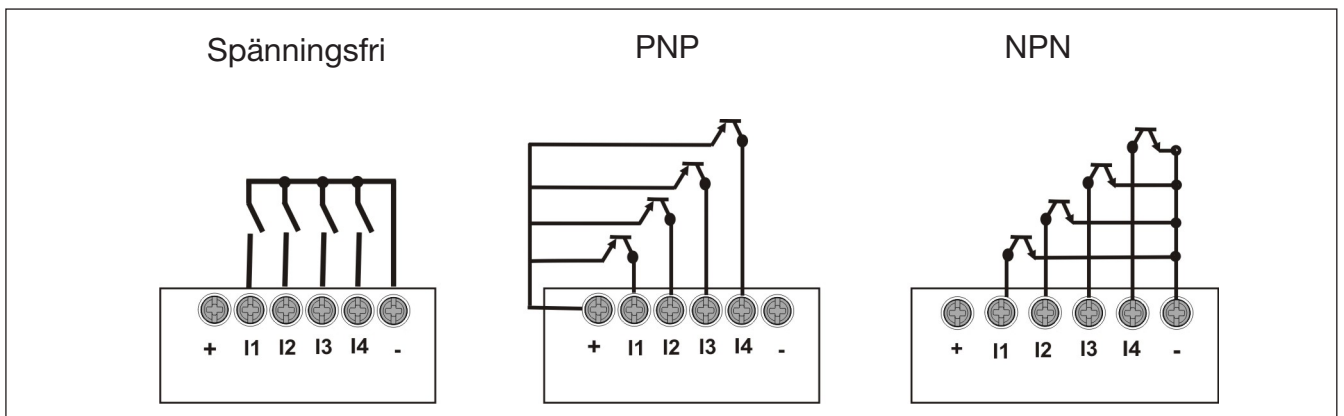 Spänningsfri
PNP
NPN
+ I1 I2 I3 I4 -
+ I1 I2 I3 I4 -
+ I1 I2 I3 I4 -